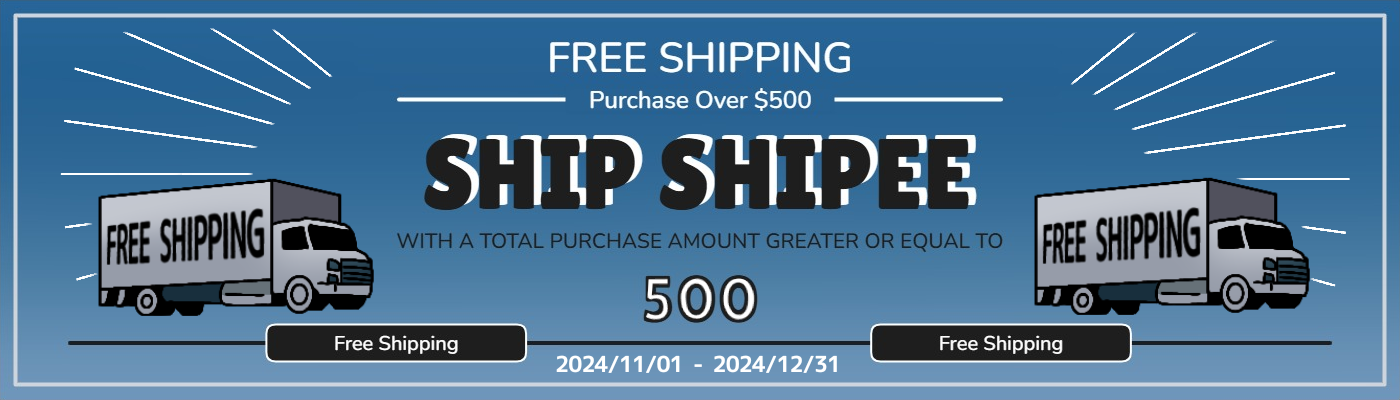 FREE SHIPPING
Purchase Over $500
SHIP SHIPEE
WITH A TOTAL PURCHASE AMOUNT GREATER OR EQUAL TO
FREE SHIPPING
FREE SHIPPING
500
Free Shipping
Free Shipping
2024/11/01 - 2024/12/31